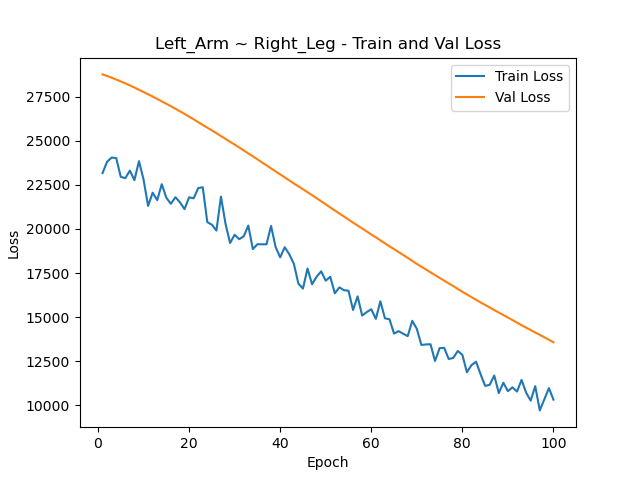 Left_Arm ~ Right_Leg - Train and Val Loss
Train Loss
Val Loss
Loss
27500
25000
22500
20000
17500
15000
12500
10000
0 20 40 60 80 100
Epoch